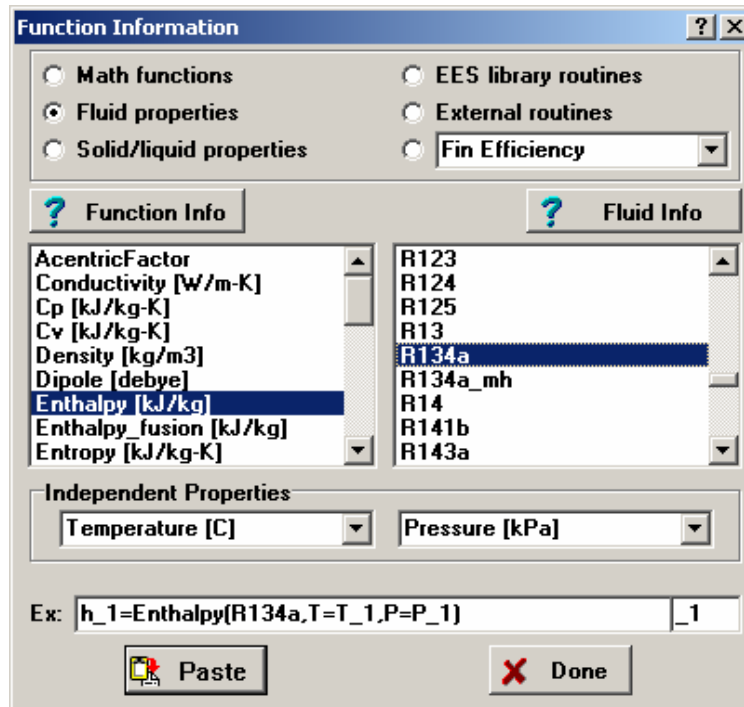 Function Information
Math functions
EES library routines
Fluid properties
External routines
Solid/liquid properties
Fin Efficiency
? Function Info
? Fluid Info
AcentricFactor
Conductivity [W/m-K]
Cp [kJ/kg-K]
Cv [kJ/kg-K]
Density [kg/m3]
Dipole [debye]
Enthalpy [kJ/kg]
Enthalpy_fusion [kJ/kg]
Entropy [kJ/kg-K]
R123
R124
R125
R13
R134a
R134a_mh
R14
R141b
R143a
Independent Properties
Temperature [C]
Pressure [kPa]
Ex: h_1=Enthalpy(R134a,T=T_1,P=P_1) _1
Paste
Done